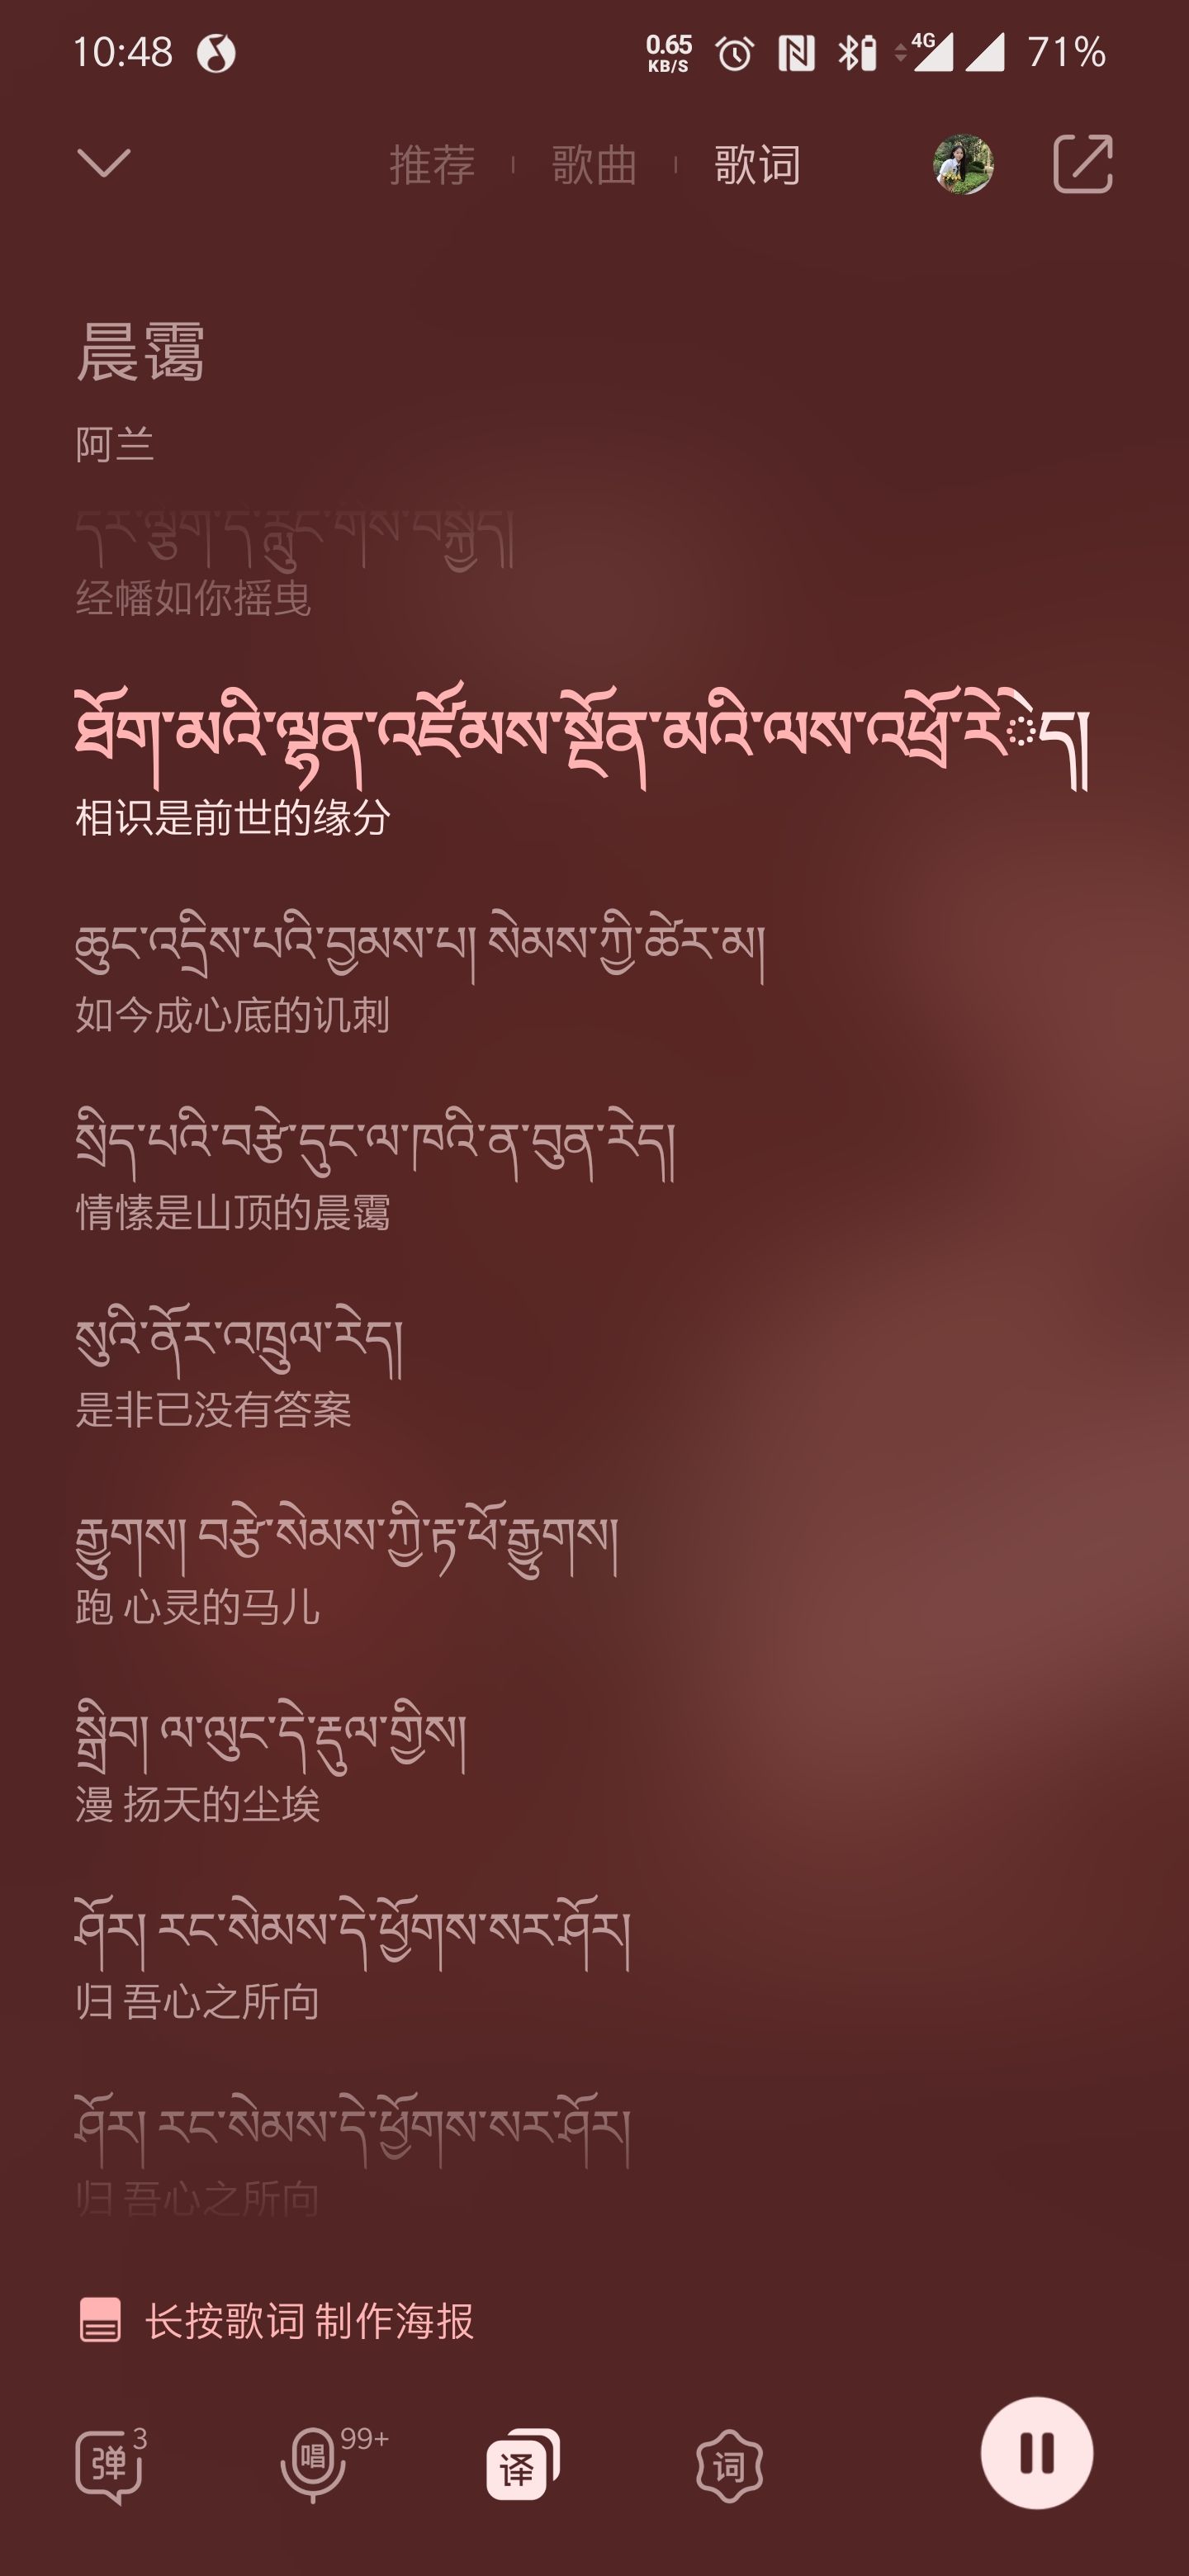 10:48
0.65
KB/S
4G
71%
推荐
歌曲
歌词
晨霭
阿兰
དར་ལྕོག་དེ་རླུང་གིས་བསྐྱོད།
经幡如你摇曳
ཐོག་མའི་ལྷན་འཛོམས་སྔོན་མའི་ལས་འཕྲོ་རེེད།
相识是前世的缘分
ཆུང་འདྲིས་པའི་བྱམས་པ། སེམས་ཀྱི་ཚེར་མ།
如今成心底的讥刺
སྲིད་པའི་བརྩེ་དུང་ལ་ཁའི་ན་བུན་རེད།
情愫是山顶的晨霭
སུའི་ནོར་འཁྲུལ་རེད།
是非已没有答案
རྒྱུགས། བརྩེ་སེམས་ཀྱི་རྟ་ཕོ་རྒྱུགས།
跑 心灵的马儿
སྒྲིབ། ལ་ལུང་དེ་རྡུལ་གྱིས།
漫 扬天的尘埃
ཤོར། རང་སེམས་དེ་ཕྱོགས་སར་ཤོར།
归 吾心之所向
ཤོར། རང་སེམས་དེ་ཕྱོགས་སར་ཤོར།
归 吾心之所向
长按歌词 制作海报
弹
3
唱
99+
译
词